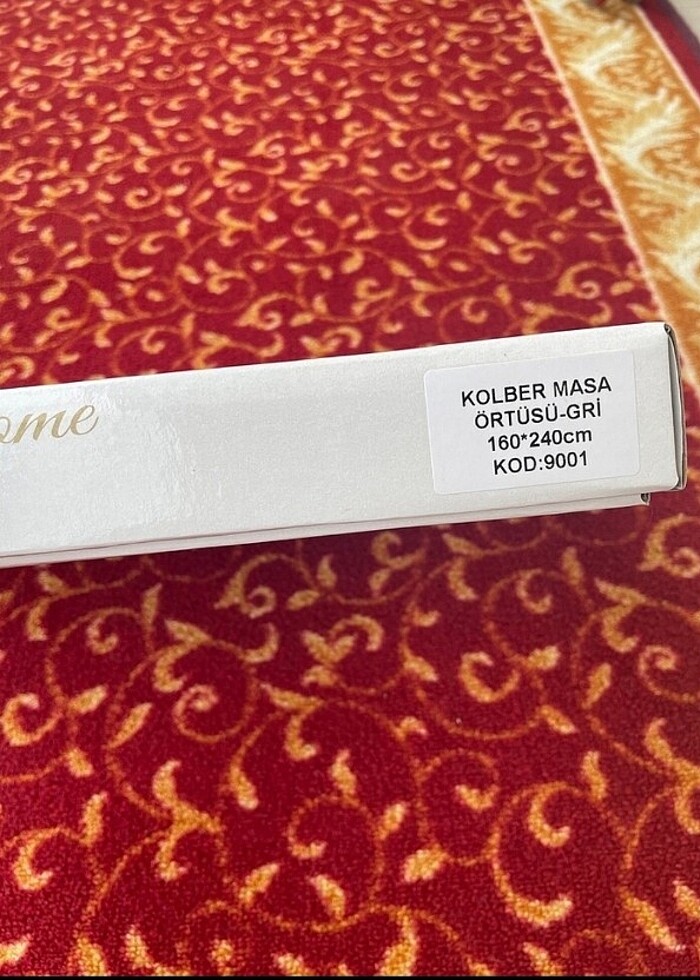 KOLBER MASA
ÖRTÜSÜ-GRİ
160*240cm
KOD:9001